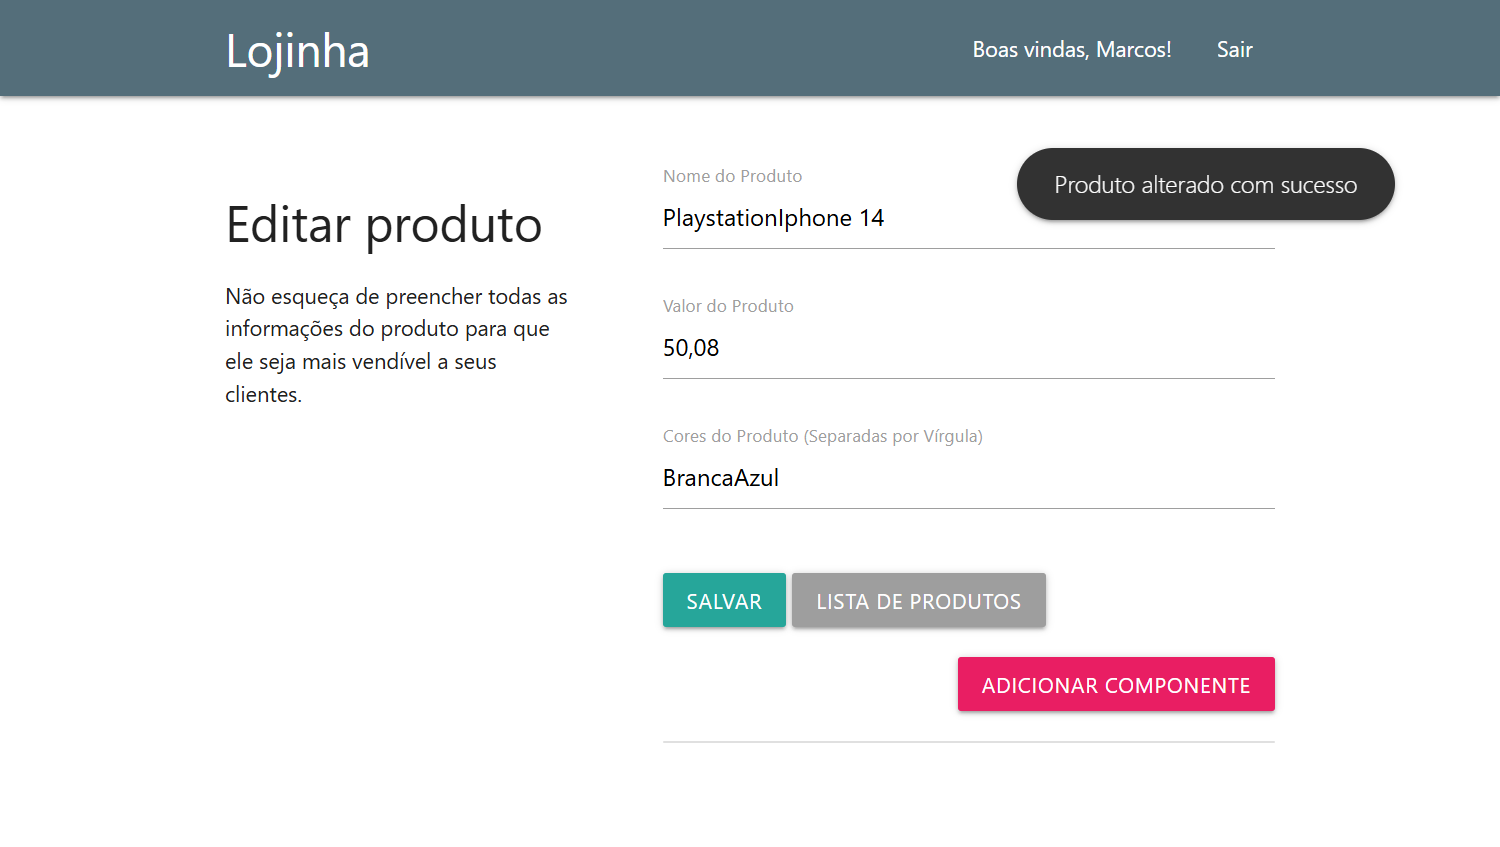 Lojinha
Boas vindas, Marcos!
Sair
Produto alterado com sucesso
Editar produto
Não esqueça de preencher todas as
informações do produto para que
ele seja mais vendível a seus
clientes.
Nome do Produto
PlaystationIphone 14
Valor do Produto
50,08
Cores do Produto (Separadas por Vírgula)
BrancaAzul
SALVAR
LISTA DE PRODUTOS
ADICIONAR COMPONENTE